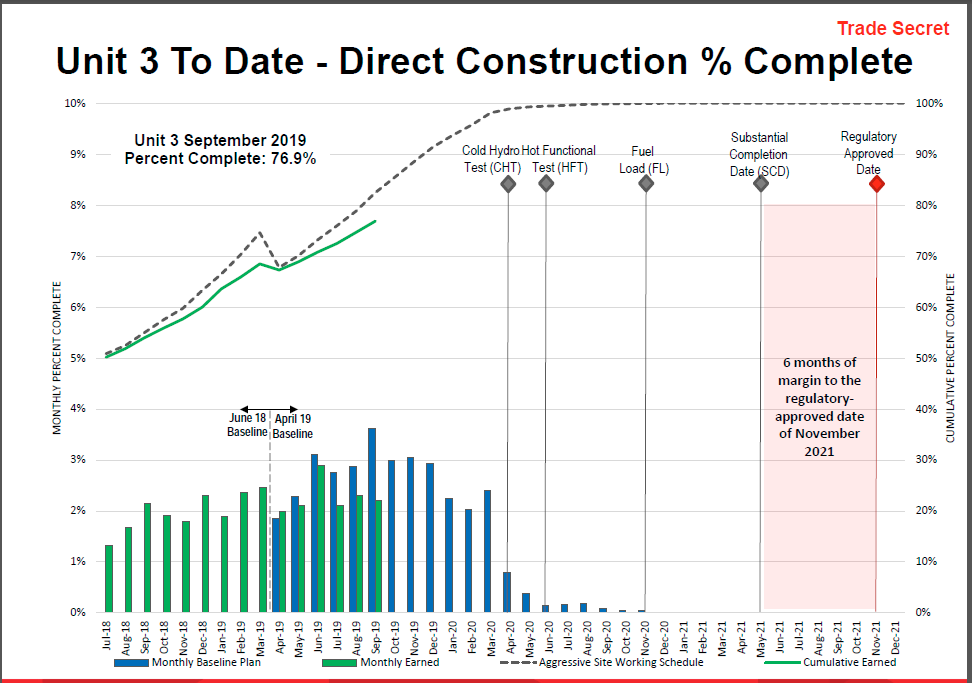 Trade Secret
Unit 3 To Date - Direct Construction % Complete
10%
9%
8%
7%
6%
5%
4%
3%
2%
1%
0%
MONTHLY PERCENT COMPLETE
Unit 3 September 2019
Percent Complete: 76.9%
Cold Hydro
Test (CHT)
Hot Functional
Test (HFT)
Fuel
Load (FL)
Substantial
Completion
Date (SCD)
Regulatory
Approved
Date
June 18
Baseline
April 19
Baseline
6 months of
margin to the
regulatory-
approved date
of November
2021
100%
90%
80%
70%
60%
50%
40%
30%
20%
10%
0%
CUMULATIVE PERCENT COMPLETE
Jul-18
Aug-18
Sep-18
Oct-18
Nov-18
Dec-18
Jan-19
Feb-19
Mar-19
Apr-19
May-19
Jun-19
Jul-19
Aug-19
Sep-19
Oct-19
Nov-19
Dec-19
Jan-20
Feb-20
Mar-20
Apr-20
May-20
Jun-20
Jul-20
Aug-20
Sep-20
Oct-20
Nov-20
Dec-20
Jan-21
Feb-21
Mar-21
Apr-21
May-21
Jun-21
Jul-21
Aug-21
Sep-21
Oct-21
Nov-21
Dec-21
Monthly Baseline Plan
Monthly Earned
Aggressive Site Working Schedule
Cumulative Earned